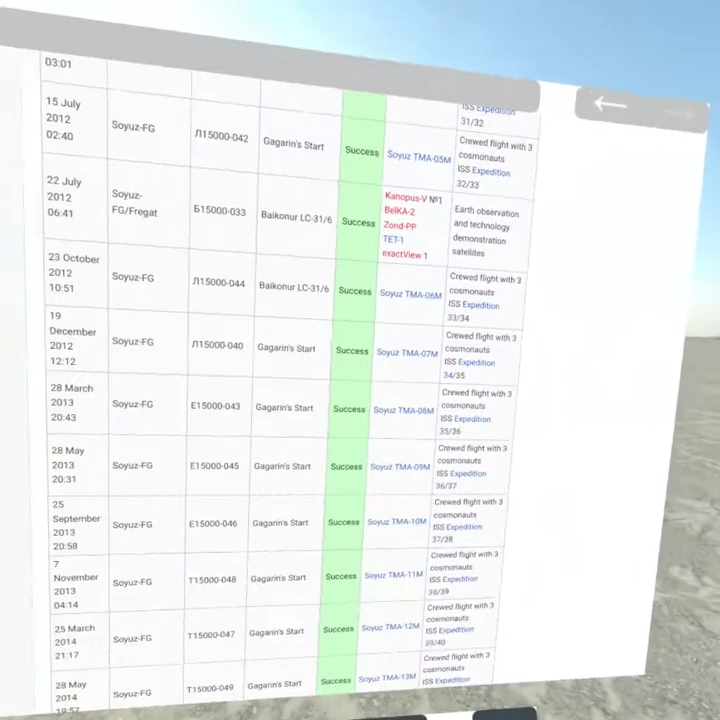 03:01
ISS Expedition
31/32
15 July
2012
02:40
Soyuz-FG
Л15000-042
Gagarin's Start
Success
Soyuz TMA-05M
Crewed flight with 3
cosmonauts
ISS Expedition
32/33
22 July
2012
06:41
Soyuz-
FG/Fregat
Б15000-033
Baikonur LC-31/6
Success
Kanopus-V №1
BelKA-2
Zond-PP
TET-1
exactView 1
Earth observation
and technology
demonstration
satellites
23 October
2012
10:51
Soyuz-FG
Л15000-044
Baikonur LC-31/6
Success
Soyuz TMA-06M
Crewed flight with 3
cosmonauts
ISS Expedition
33/34
19
December
2012
12:12
Soyuz-FG
Л15000-040
Gagarin's Start
Success
Soyuz TMA-07M
Crewed flight with 3
cosmonauts
ISS Expedition
34/35
28 March
2013
20:43
Soyuz-FG
E15000-043
Gagarin's Start
Success
Soyuz TMA-08M
Crewed flight with 3
cosmonauts
ISS Expedition
35/36
28 May
2013
20:31
Soyuz-FG
E15000-045
Gagarin's Start
Success
Soyuz TMA-09M
Crewed flight with 3
cosmonauts
ISS Expedition
36/37
25
September
2013
20:58
Soyuz-FG
E15000-046
Gagarin's Start
Success
Soyuz TMA-10M
Crewed flight with 3
cosmonauts
ISS Expedition
37/38
7
November
2013
04:14
Soyuz-FG
T15000-048
Gagarin's Start
Success
Soyuz TMA-11M
Crewed flight with 3
cosmonauts
ISS Expedition
38/39
25 March
2014
21:17
Soyuz-FG
T15000-047
Gagarin's Start
Success
Soyuz TMA-12M
Crewed flight with 3
cosmonauts
ISS Expedition
39/40
28 May
2014
19:57
Soyuz-FG
T15000-049
Gagarin's Start
Success
Soyuz TMA-13M
Crewed flight with 3
cosmonauts
ISS Expedition